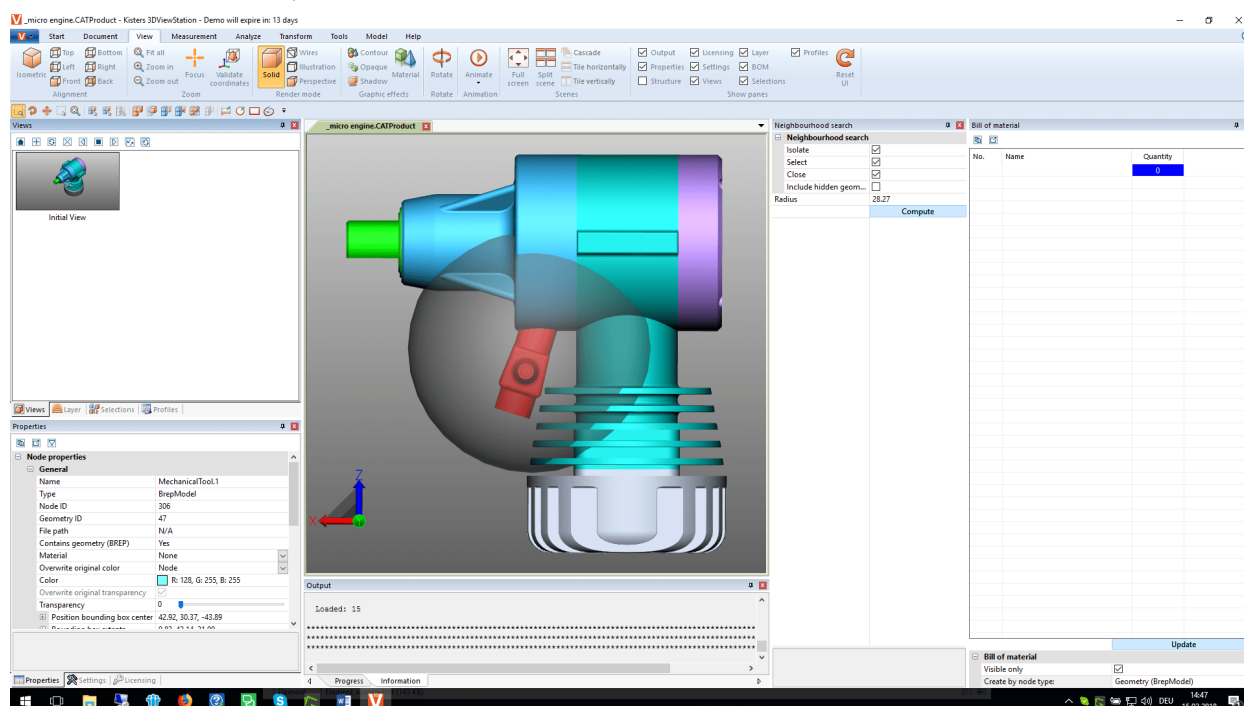 _micro engine.CATProduct - Kisters 3DViewStation - Demo will expire in: 13 days
Start Document View Measurement Analyze Transform Tools Model Help
Isometric
Top Bottom
Left Right
Front Back
Alignment
Fit all
Zoom in
Zoom out
Focus
Validate coordinates
Zoom
Solid
Wires
Illustration
Perspective
Render mode
Contour
Opaque
Shadow
Material
Graphic effects
Rotate
Rotate
Animate
Animation
Full screen
Split scene
Cascade
Tile horizontally
Tile vertically
Scenes
Output Licensing Layer Profiles
Properties Settings BOM
Structure Views Selections
Show panes
Reset UI
Views
Initial View
Views Layer Selections Profiles
Properties
Node properties
General
Name MechanicalTool.1
Type BrepModel
Node ID 306
Geometry ID 47
File path N/A
Contains geometry (BREP) Yes
Material None
Overwrite original color Node
Color R: 128, G: 255, B: 255
Overwrite original transparency
Transparency 0
Position bounding box center 42.92, 30.37, -43.89
Properties Settings Licensing
_micro engine.CATProduct
Z
X
Output
Loaded: 15
Progress Information
Neighbourhood search
Neighbourhood search
Isolate
Select
Close
Include hidden geom...
Radius 28.27
Compute
Bill of material
No. Name Quantity
0
Update
Bill of material
Visible only
Create by node type: Geometry (BrepModel)
DEU
14:47
15.02.2018